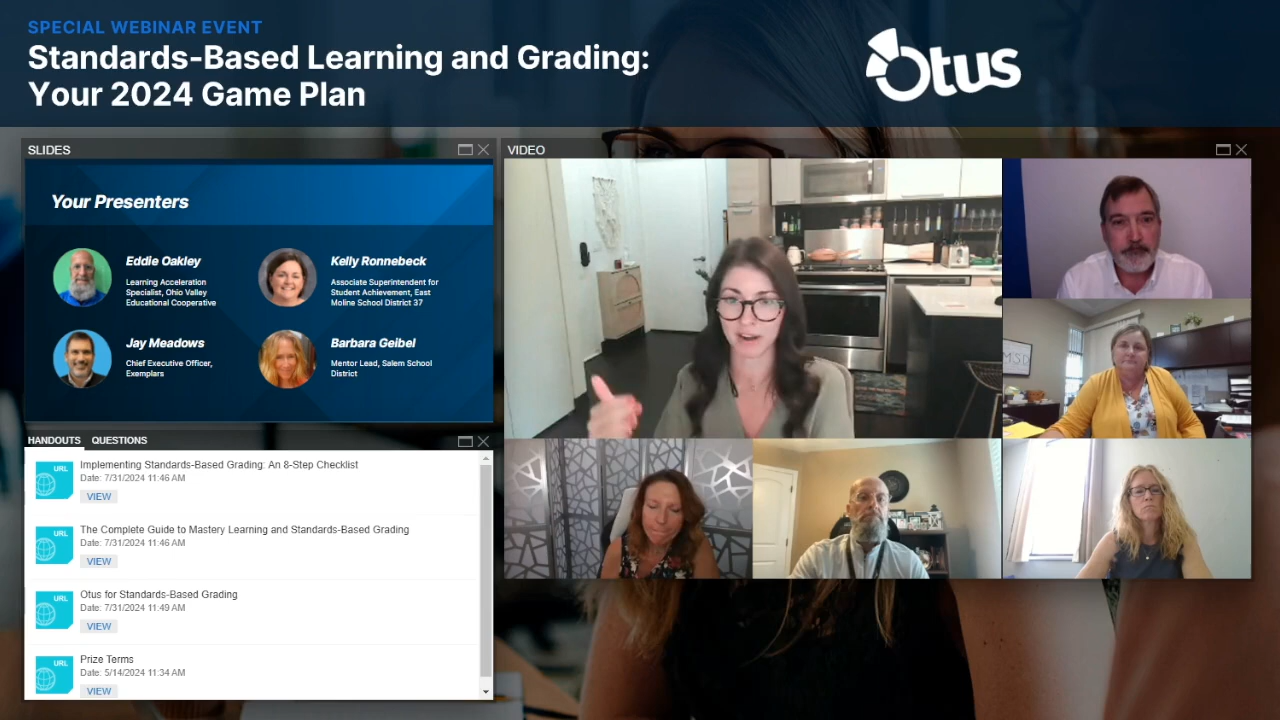 SPECIAL WEBINAR EVENT
Standards-Based Learning and Grading:
Your 2024 Game Plan
Otus
SLIDES
Your Presenters
Eddie Oakley
Learning Acceleration
Specialist, Ohio Valley
Educational Cooperative
Kelly Ronnebeck
Associate Superintendent for
Student Achievement, East
Moline School District 37
Jay Meadows
Chief Executive Officer,
Exemplars
Barbara Geibel
Mentor Lead, Salem School
District
HANDOUTS QUESTIONS
URL
Implementing Standards-Based Grading: An 8-Step Checklist
Date: 7/31/2024 11:46 AM
VIEW
URL
The Complete Guide to Mastery Learning and Standards-Based Grading
Date: 7/31/2024 11:46 AM
VIEW
URL
Otus for Standards-Based Grading
Date: 7/31/2024 11:49 AM
VIEW
URL
Prize Terms
Date: 5/14/2024 11:34 AM
VIEW
VIDEO
MSD